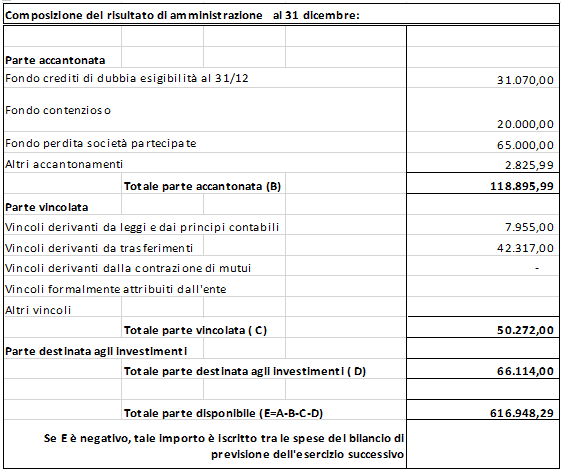 Composizione del risultato di amministrazione al 31 dicembre:
Parte accantonata
Fondo crediti di dubbia esigibilità al 31/12 31.070,00
Fondo contenzioso
20.000,00
Fondo perdita società partecipate 65.000,00
Altri accantonamenti 2.825,99
Totale parte accantonata (B) 118.895,99
Parte vincolata
Vincoli derivanti da leggi e dai principi contabili 7.955,00
Vincoli derivanti da trasferimenti 42.317,00
Vincoli derivanti dalla contrazione di mutui -
Vincoli formalmente attribuiti dall'ente
Altri vincoli
Totale parte vincolata ( C) 50.272,00
Parte destinata agli investimenti
Totale parte destinata agli investimenti ( D) 66.114,00
Totale parte disponibile (E=A-B-C-D) 616.948,29
Se E è negativo, tale importo è iscritto tra le spese del bilancio di
previsione dell'esercizio successivo